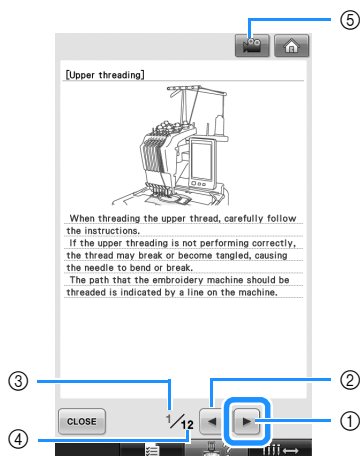 ⑤
[Upper threading]
When threading the upper thread, carefully follow
the instructions.
If the upper threading is not performing correctly,
the thread may break or become tangled, causing
the needle to bend or break.
The path that the embroidery machine should be
threaded is indicated by a line on the machine.
③
②
CLOSE
1/12
①
④